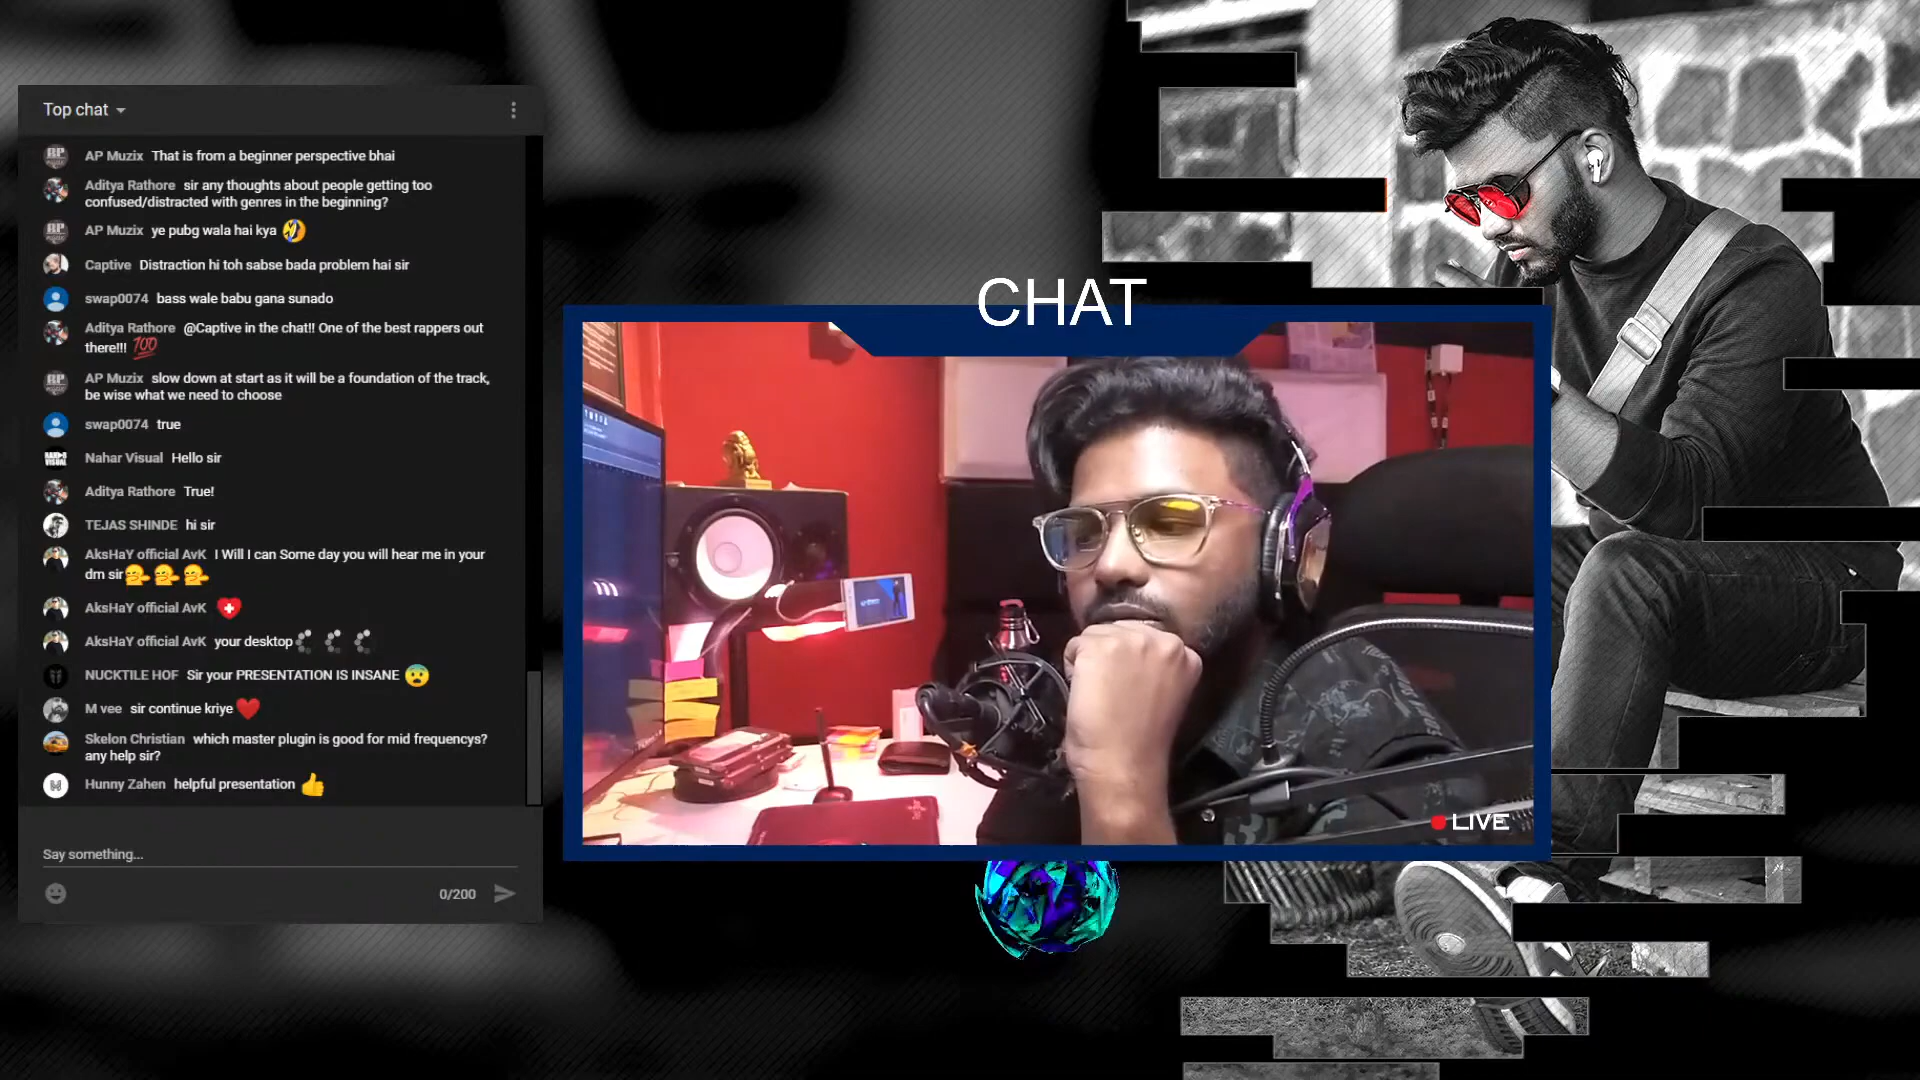 Top chat
AP Muzix That is from a beginner perspective bhai
Aditya Rathore sir any thoughts about people getting too
confused/distracted with genres in the beginning?
AP Muzix ye pubg wala hai kya
Captive Distraction hi toh sabse bada problem hai sir
swap0074 bass wale babu gana sunado
Aditya Rathore @Captive in the chat!! One of the best rappers out
there!!! 100
AP Muzix slow down at start as it will be a foundation of the track,
be wise what we need to choose
swap0074 true
Nahar Visual Hello sir
Aditya Rathore True!
TEJAS SHINDE hi sir
AksHaY official AvK I Will I can Some day you will hear me in your
dm sir
AksHaY official AvK
AksHaY official AvK your desktop
NUCKTILE HOF Sir your PRESENTATION IS INSANE
M vee sir continue kriye
Skelon Christian which master plugin is good for mid frequencys?
any help sir?
Hunny Zahen helpful presentation
Say something...
0/200
CHAT
LIVE